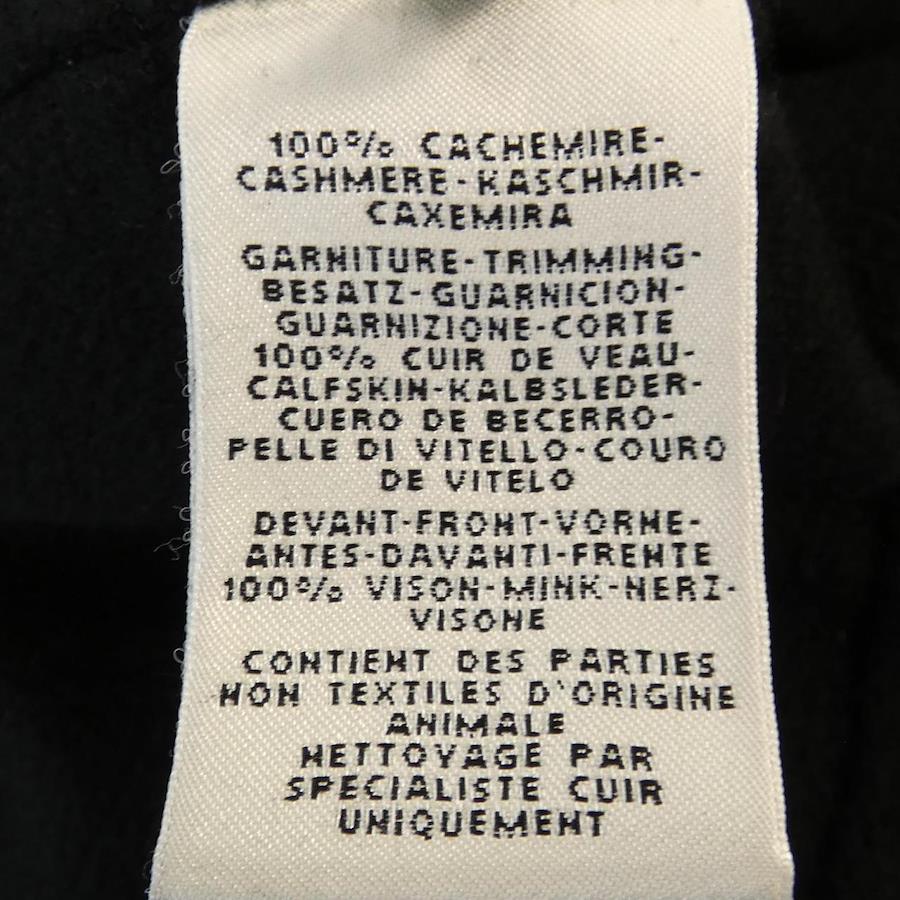 100% CACHEMIRE-
CASHMERE-KASCHMIR-
CAXEMIRA
GARNITURE-TRIMMING-
BESATZ-GUARNICION-
GUARNIZIONE-CORTE
100% CUIR DE VEAU-
CALFSKIN-KALBSLEDER-
CUERO DE BECERRO-
PELLE DI VITELLO-COURO
DE VITELO
DEVANT-FRONT-VORNE-
ANTES-DAVANTI-FRENTE
100% VISON-MINK-NERZ-
VISONE
CONTIENT DES PARTIES
NON TEXTILES D'ORIGINE
ANIMALE
NETTOYAGE PAR
SPECIALISTE CUIR
UNIQUEMENT